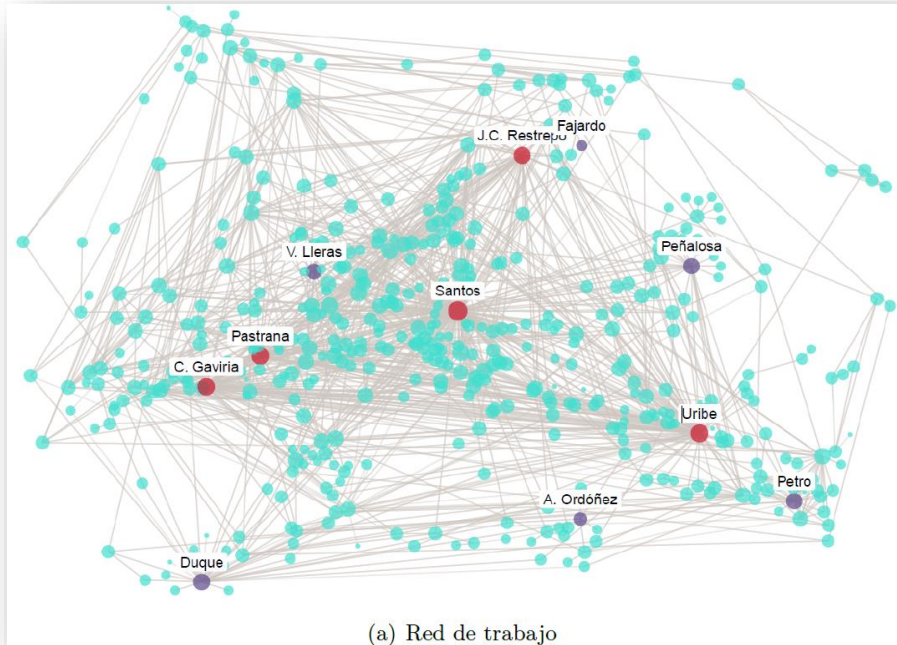 Fajardo
J.C. Restrepo
Peñalosa
V. Lleras
Santos
Pastrana
C. Gaviria
Uribe
Petro
A. Ordóñez
Duque
(a) Red de trabajo